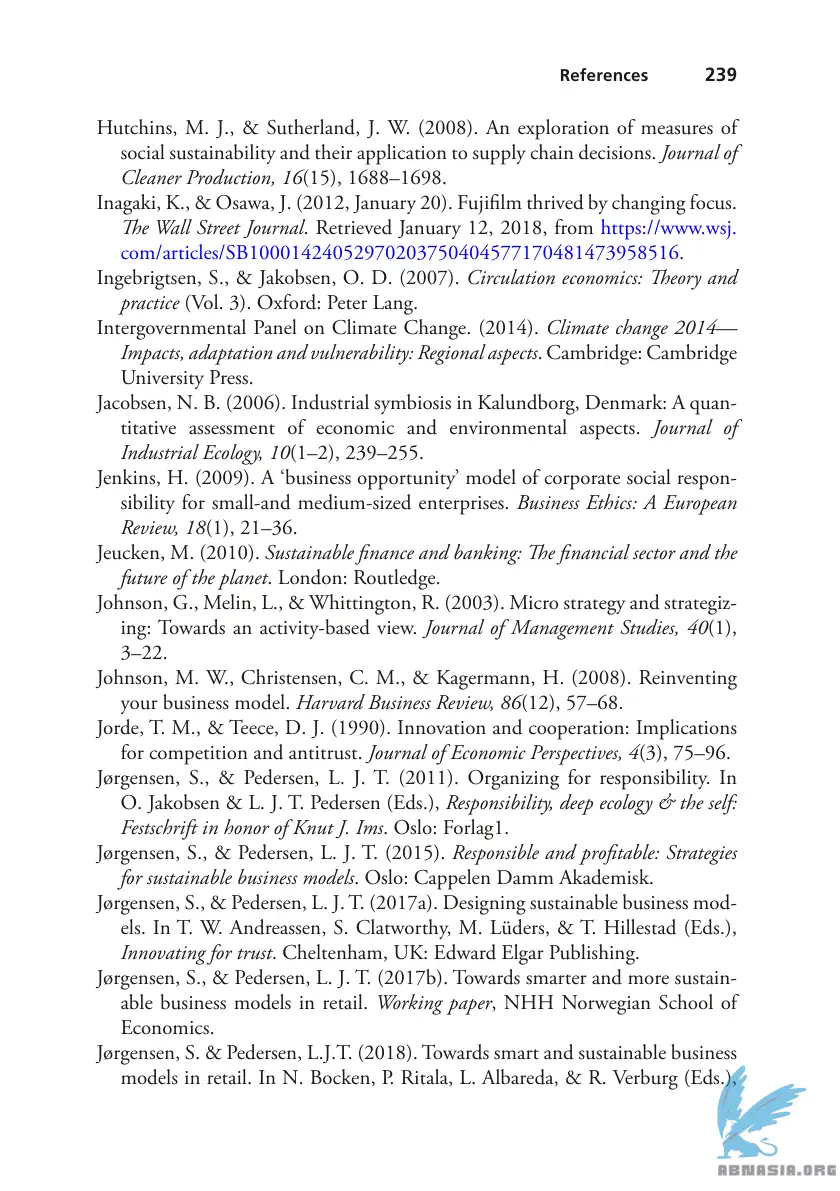 References 239
Hutchins, M. J., & Sutherland, J. W. (2008). An exploration of measures of
social sustainability and their application to supply chain decisions. Journal of
Cleaner Production, 16(15), 1688–1698.
Inagaki, K., & Osawa, J. (2012, January 20). Fujifilm thrived by changing focus.
The Wall Street Journal. Retrieved January 12, 2018, from https://www.wsj.
com/articles/SB10001424052970203750404577170481473958516.
Ingebrigtsen, S., & Jakobsen, O. D. (2007). Circulation economics: Theory and
practice (Vol. 3). Oxford: Peter Lang.
Intergovernmental Panel on Climate Change. (2014). Climate change 2014—
Impacts, adaptation and vulnerability: Regional aspects. Cambridge: Cambridge
University Press.
Jacobsen, N. B. (2006). Industrial symbiosis in Kalundborg, Denmark: A quan-
titative assessment of economic and environmental aspects. Journal of
Industrial Ecology, 10(1–2), 239–255.
Jenkins, H. (2009). A ‘business opportunity’ model of corporate social respon-
sibility for small-and medium-sized enterprises. Business Ethics: A European
Review, 18(1), 21–36.
Jeucken, M. (2010). Sustainable finance and banking: The financial sector and the
future of the planet. London: Routledge.
Johnson, G., Melin, L., & Whittington, R. (2003). Micro strategy and strategiz-
ing: Towards an activity-based view. Journal of Management Studies, 40(1),
3–22.
Johnson, M. W., Christensen, C. M., & Kagermann, H. (2008). Reinventing
your business model. Harvard Business Review, 86(12), 57–68.
Jorde, T. M., & Teece, D. J. (1990). Innovation and cooperation: Implications
for competition and antitrust. Journal of Economic Perspectives, 4(3), 75–96.
Jørgensen, S., & Pedersen, L. J. T. (2011). Organizing for responsibility. In
O. Jakobsen & L. J. T. Pedersen (Eds.), Responsibility, deep ecology & the self:
Festschrift in honor of Knut J. Ims. Oslo: Forlag1.
Jørgensen, S., & Pedersen, L. J. T. (2015). Responsible and profitable: Strategies
for sustainable business models. Oslo: Cappelen Damm Akademisk.
Jørgensen, S., & Pedersen, L. J. T. (2017a). Designing sustainable business mod-
els. In T. W. Andreassen, S. Clatworthy, M. Lüders, & T. Hillestad (Eds.),
Innovating for trust. Cheltenham, UK: Edward Elgar Publishing.
Jørgensen, S., & Pedersen, L. J. T. (2017b). Towards smarter and more sustain-
able business models in retail. Working paper, NHH Norwegian School of
Economics.
Jørgensen, S. & Pedersen, L.J.T. (2018). Towards smart and sustainable business
models in retail. In N. Bocken, P. Ritala, L. Albareda, & R. Verburg (Eds.),
ABNASIA.ORG